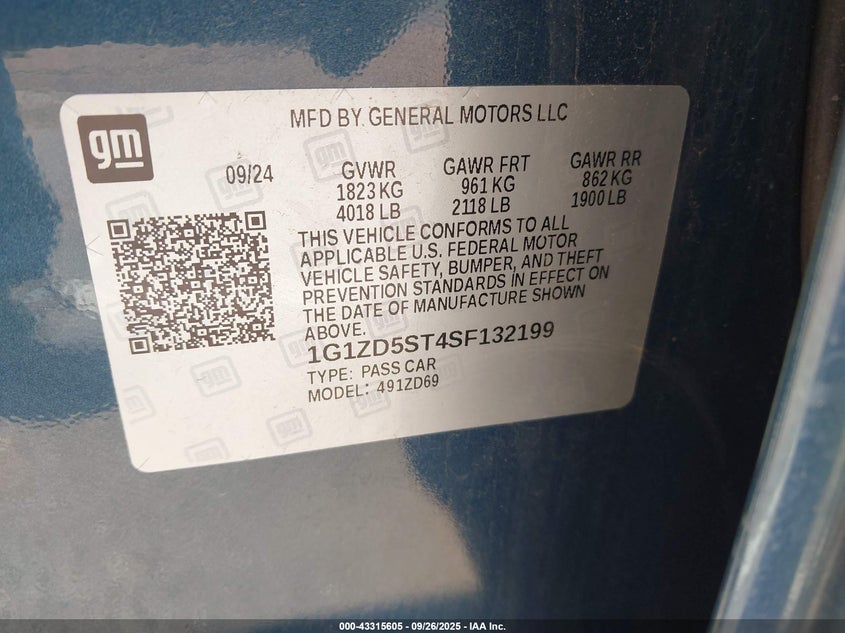 MFD BY GENERAL MOTORS LLC
gm
09/24
GVWR
1823 KG
4018 LB
GAWR FRT
961 KG
2118 LB
GAWR RR
862 KG
1900 LB
THIS VEHICLE CONFORMS TO ALL
APPLICABLE U.S. FEDERAL MOTOR
VEHICLE SAFETY, BUMPER, AND THEFT
PREVENTION STANDARDS IN EFFECT ON
THE DATE OF MANUFACTURE SHOWN
ABOVE.
1G1ZD5ST4SF132199
TYPE: PASS CAR
MODEL: 491ZD69
000-43315605 - 09/26/2025 - IAA Inc.